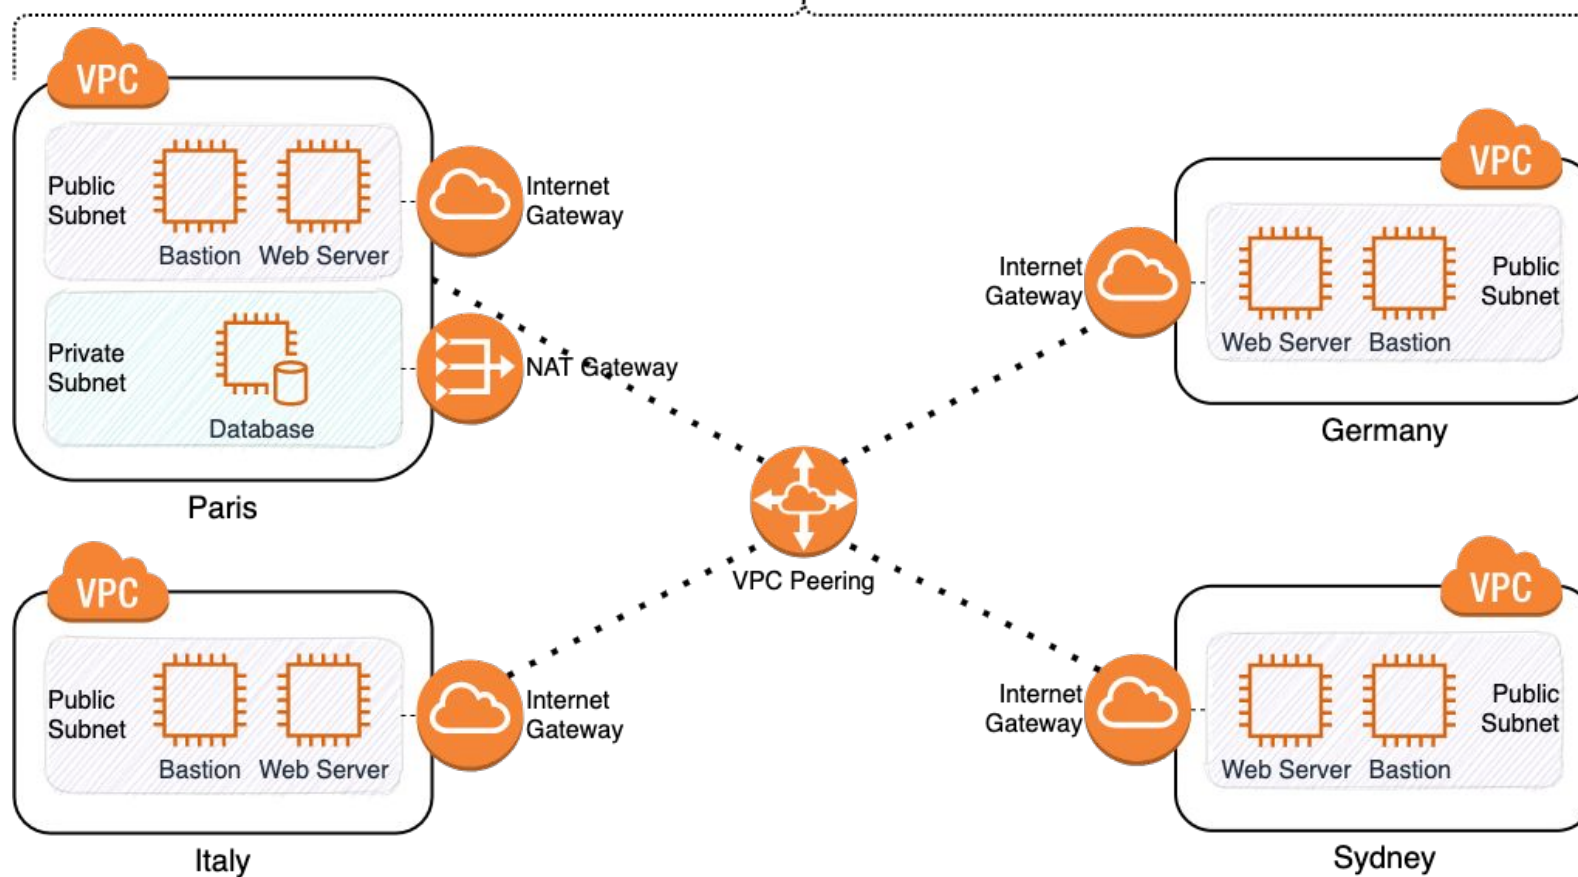 VPC
Public
Subnet
Bastion
Web Server
Internet
Gateway
Private
Subnet
Database
NAT Gateway
Paris
VPC
Internet
Gateway
Web Server
Bastion
Public
Subnet
Germany
VPC Peering
VPC
Public
Subnet
Bastion
Web Server
Internet
Gateway
Italy
VPC
Internet
Gateway
Web Server
Bastion
Public
Subnet
Sydney